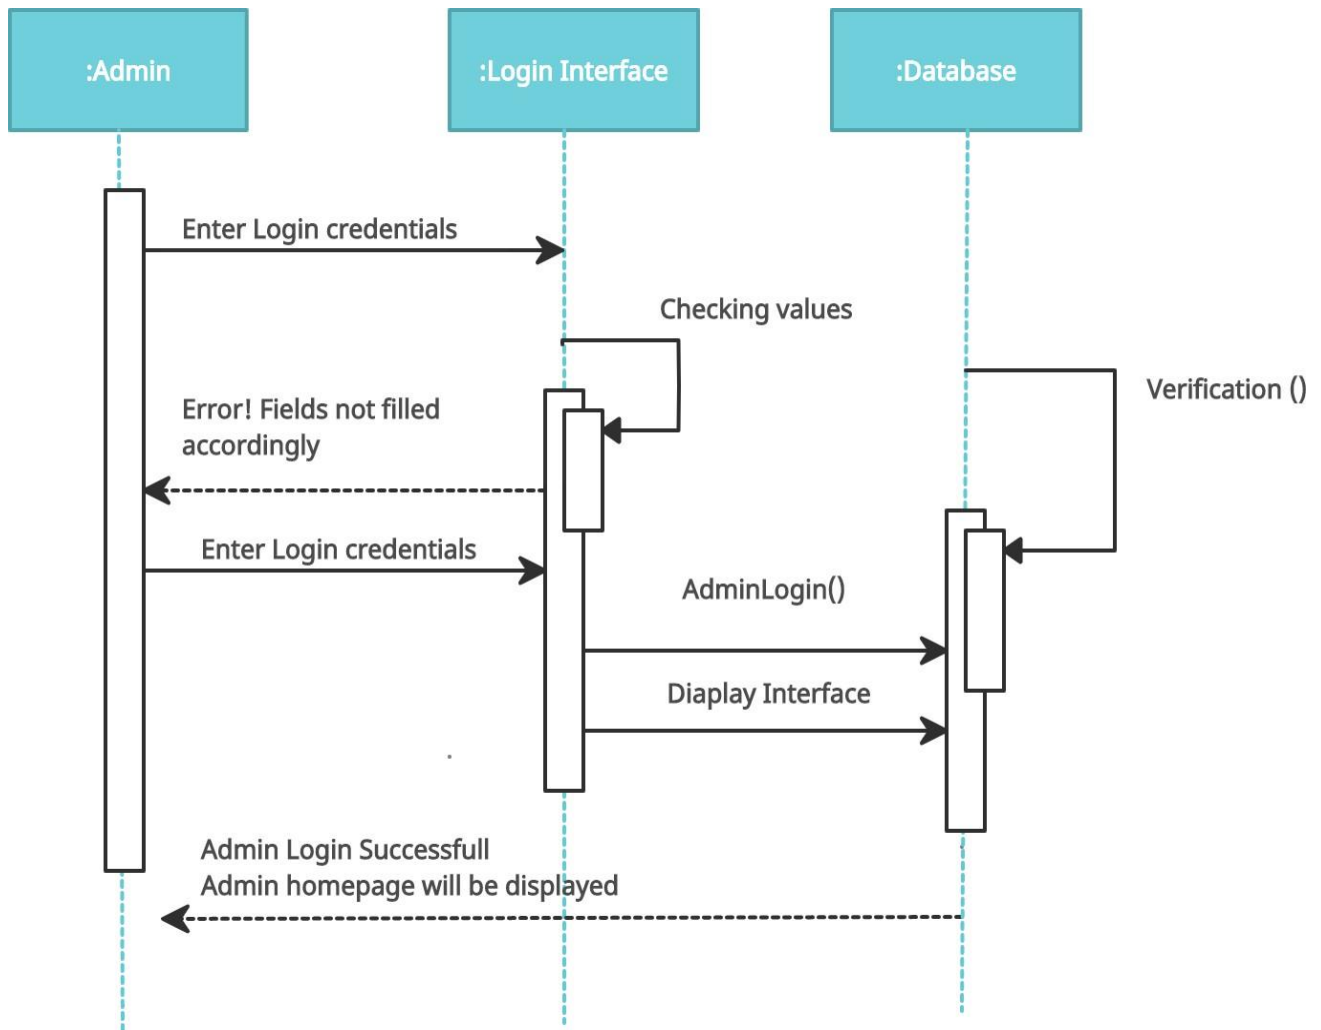 :Admin
:Login Interface
:Database
Enter Login credentials
Checking values
Verification ()
Error! Fields not filled
accordingly
Enter Login credentials
AdminLogin()
Diaplay Interface
Admin Login Successfull
Admin homepage will be displayed